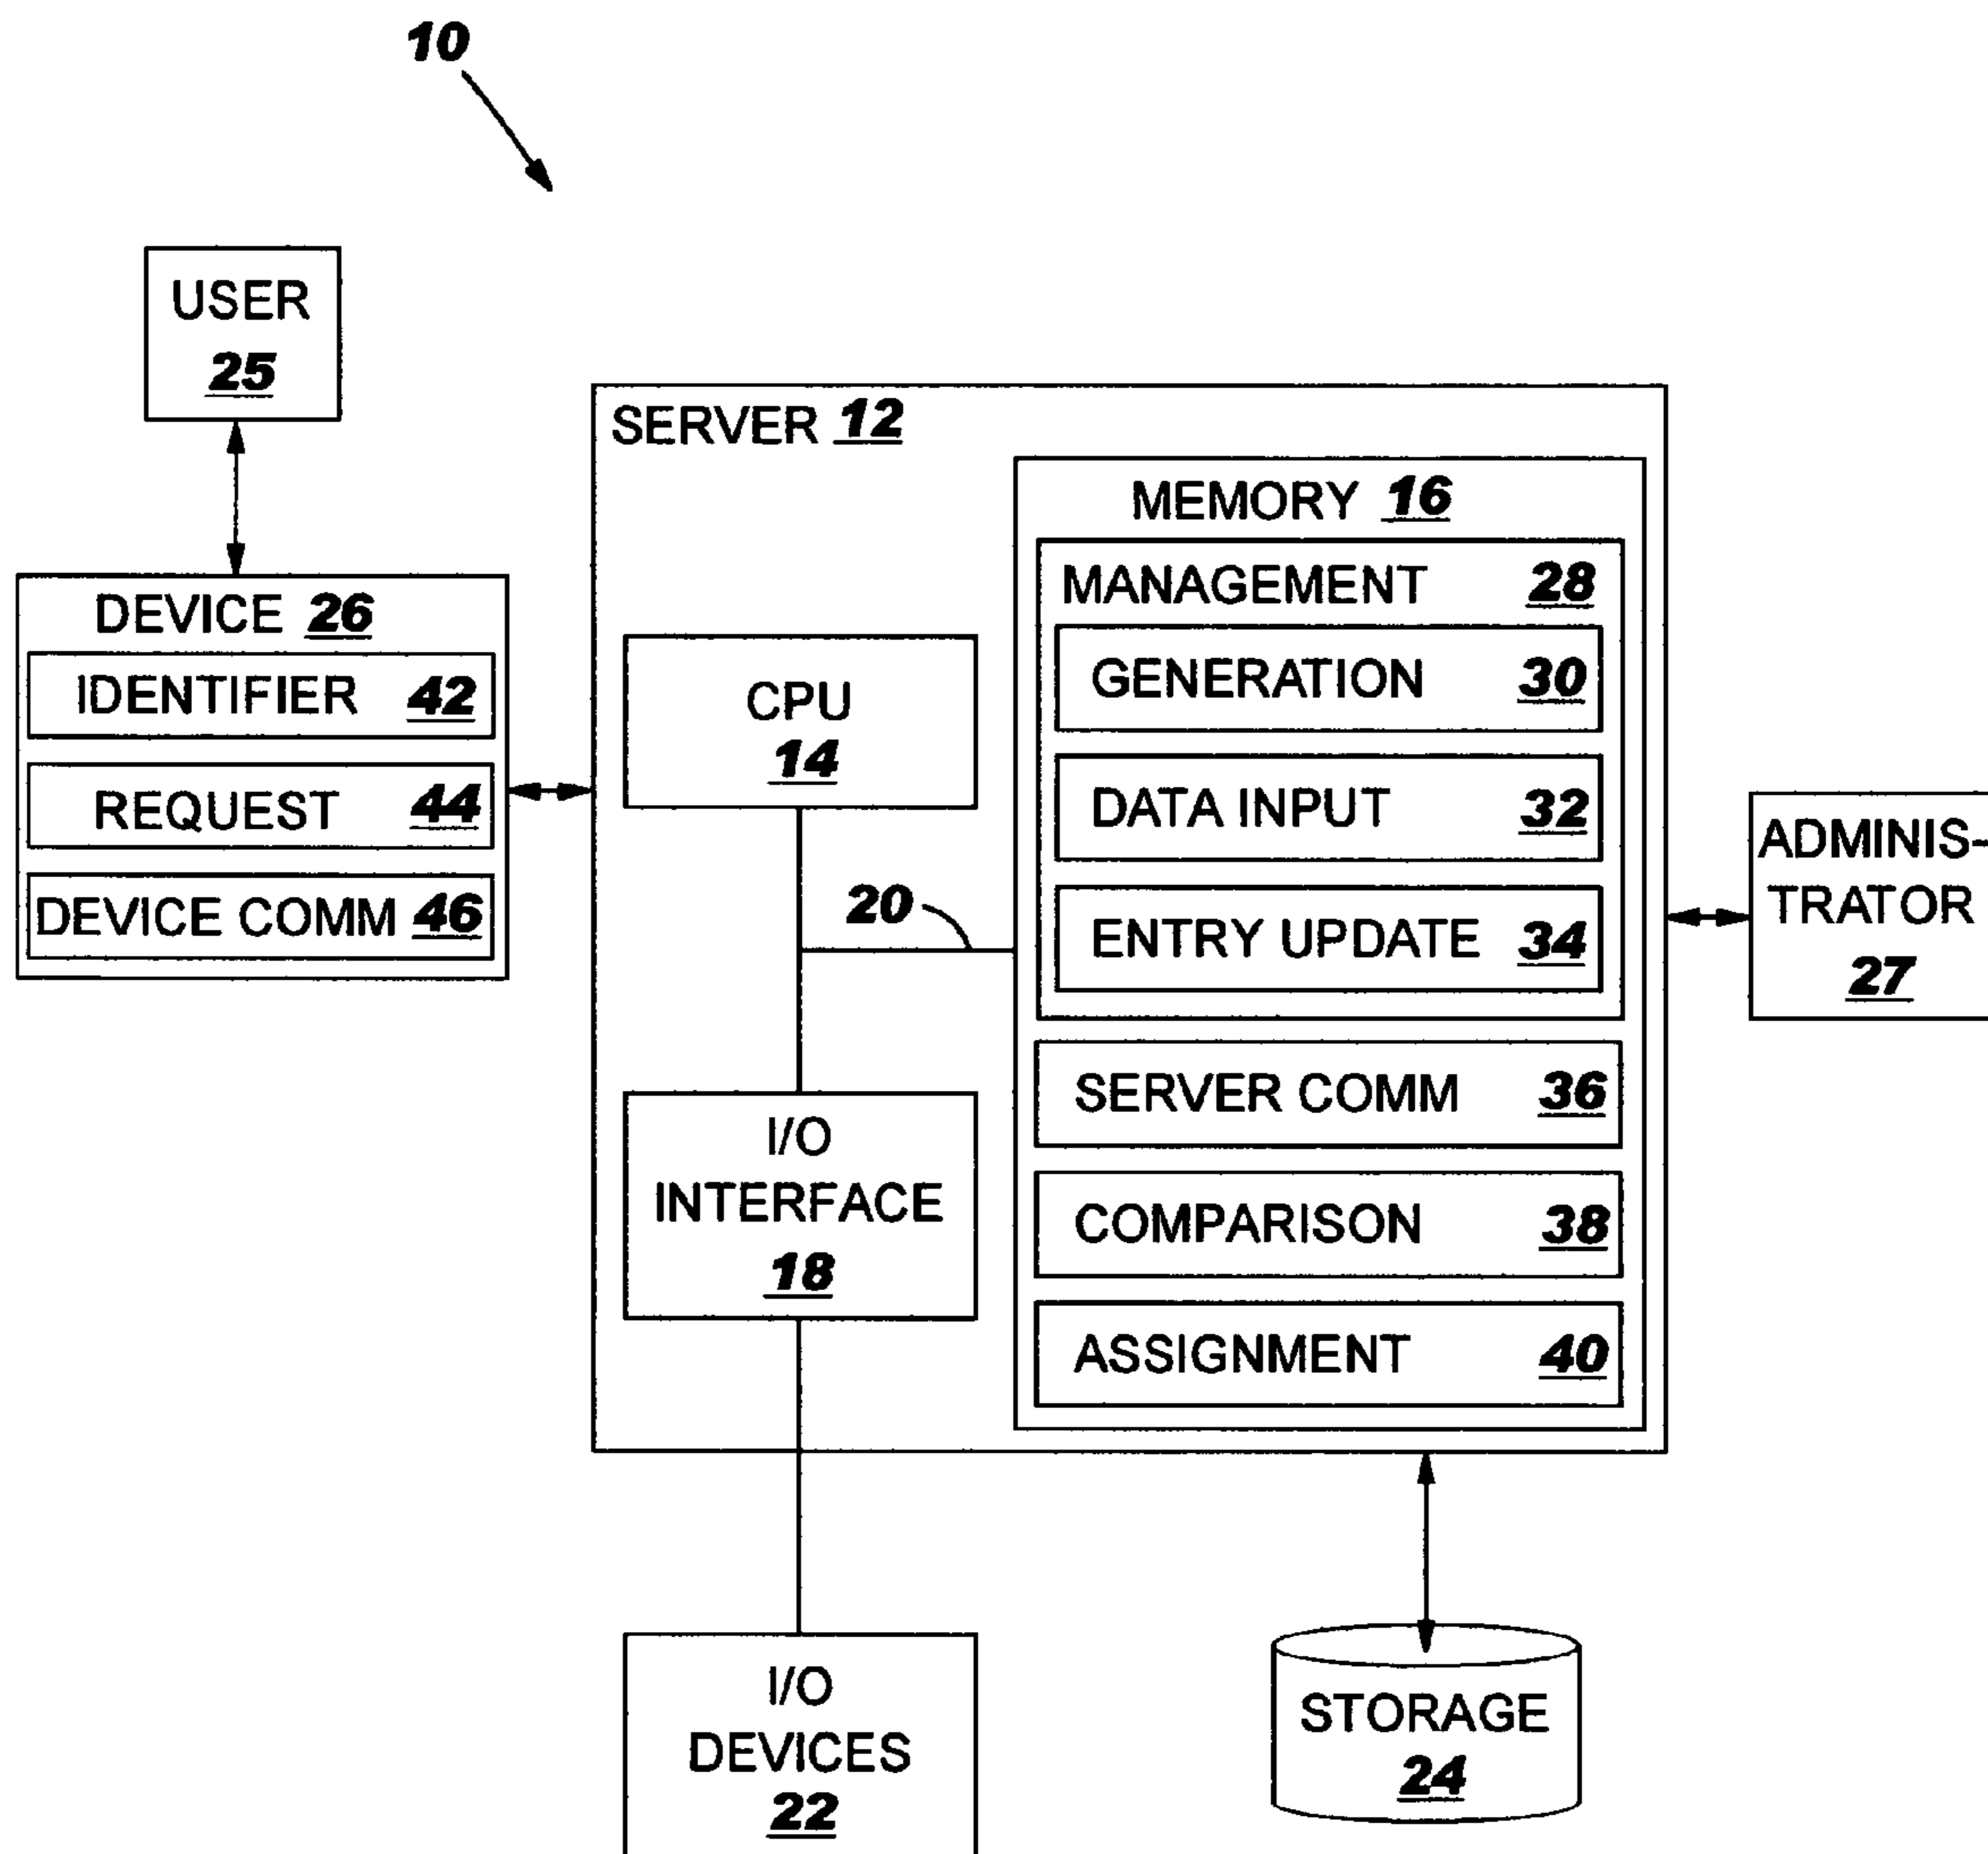 10
USER
25
SERVER 12
MEMORY 16
MANAGEMENT 28
GENERATION 30
DATA INPUT 32
ENTRY UPDATE 34
SERVER COMM 36
COMPARISON 38
ASSIGNMENT 40
DEVICE 26
IDENTIFIER 42
REQUEST 44
DEVICE COMM 46
CPU
14
20
I/O
INTERFACE
18
ADMINIS-
TRATOR
27
I/O
DEVICES
22
STORAGE
24